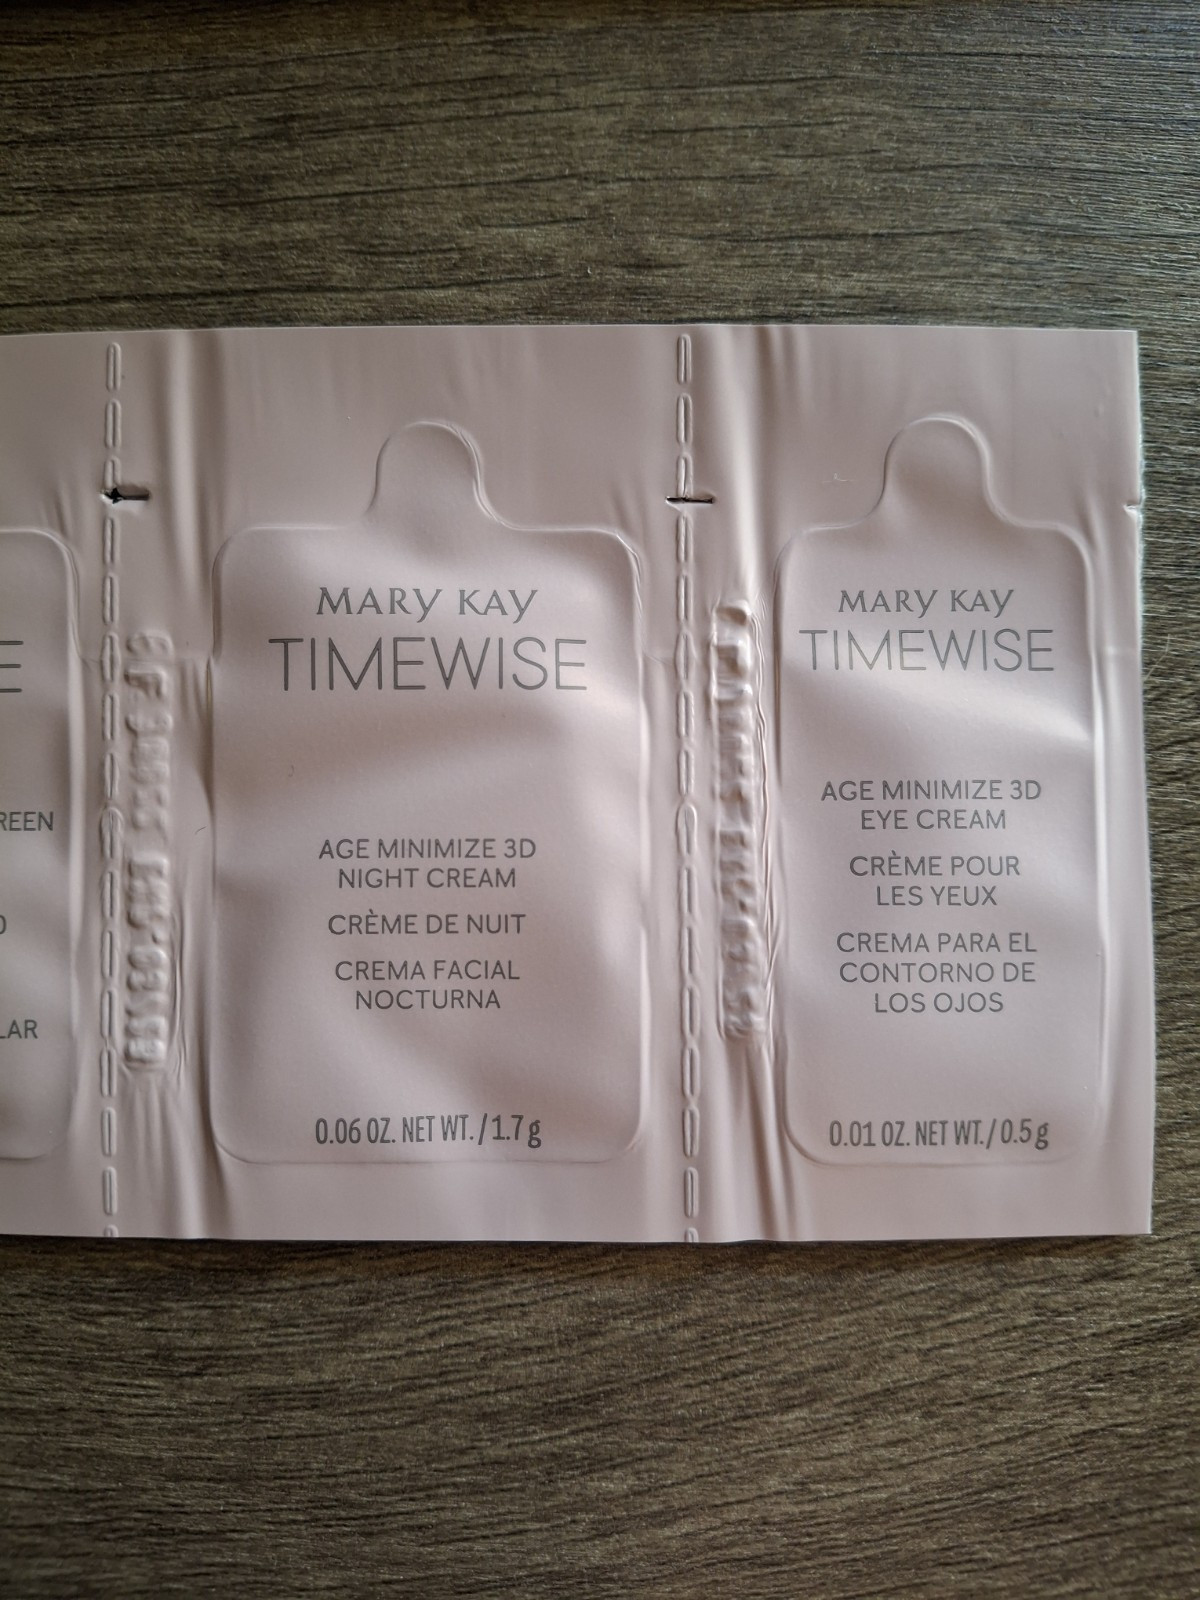 E
REEN
LAR
MARY KAY
TIMEWISE
AGE MINIMIZE 3D
NIGHT CREAM
CRÈME DE NUIT
CREMA FACIAL
NOCTURNA
0.06 OZ. NET WT. / 1.7 g
MARY KAY
TIMEWISE
AGE MINIMIZE 3D
EYE CREAM
CRÈME POUR
LES YEUX
CREMA PARA EL
CONTORNO DE
LOS OJOS
0.01 OZ. NET WT. / 0.5 g